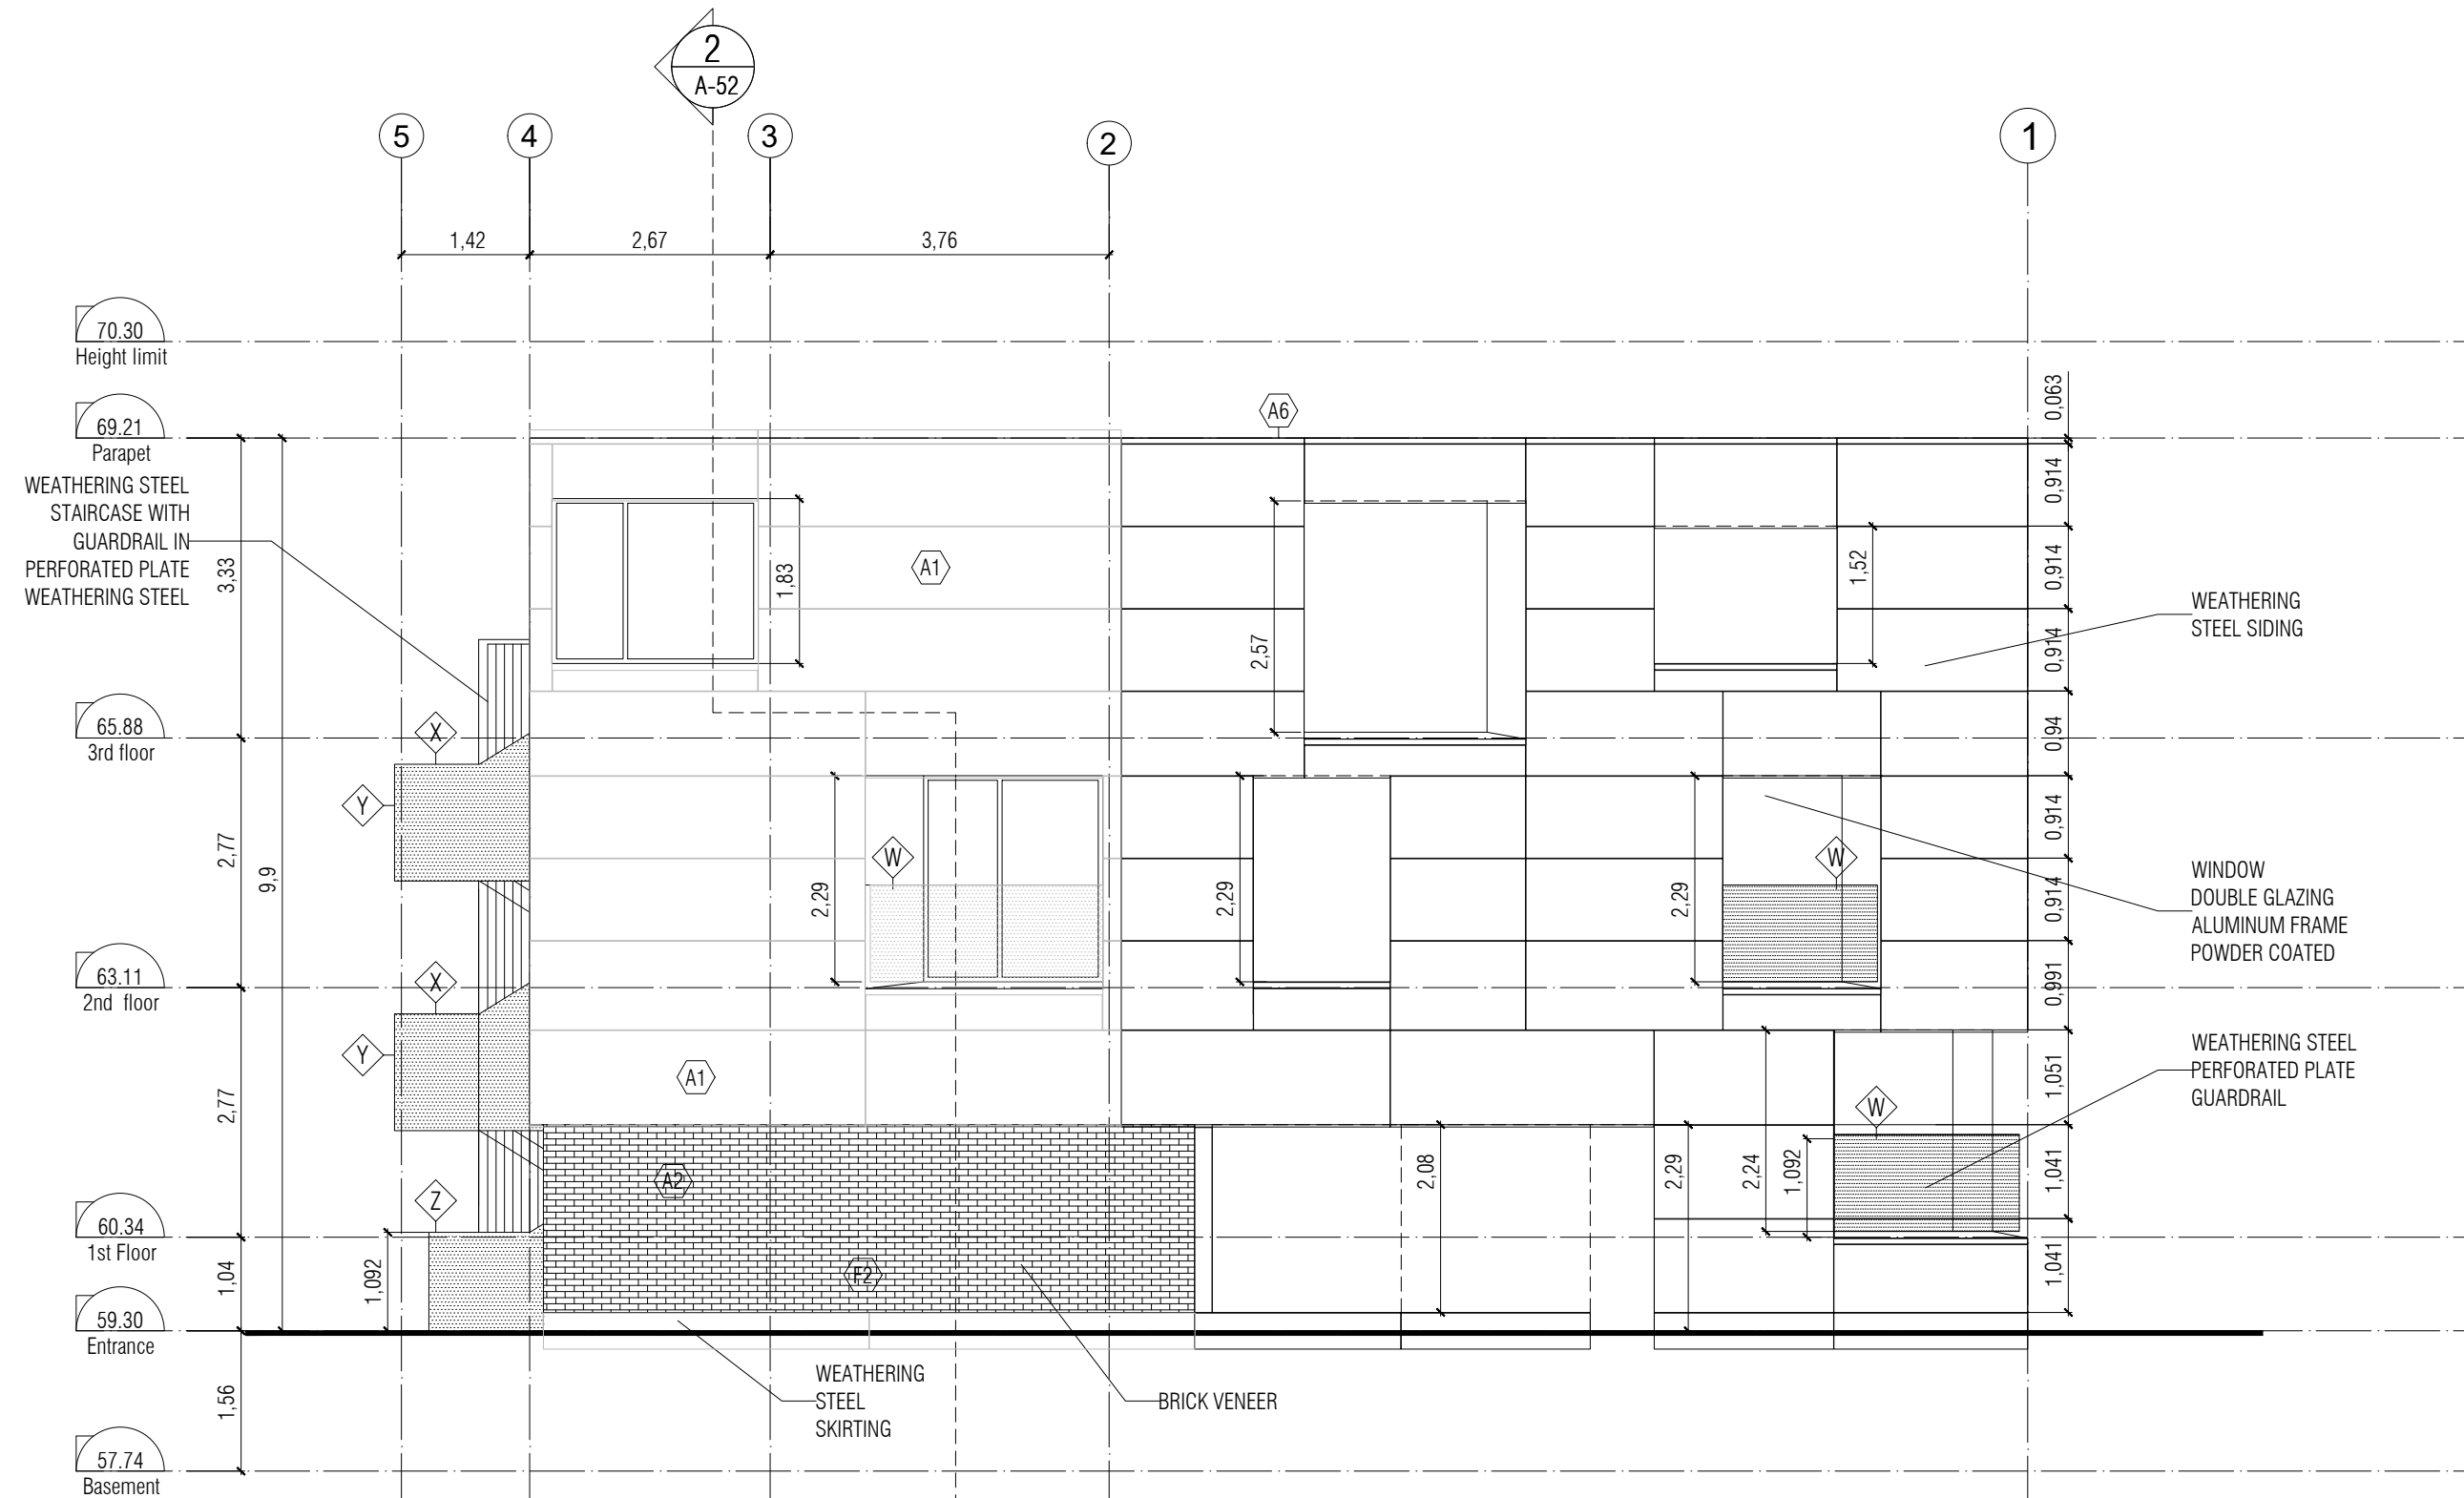 2
A-52
5
4
3
2
1
1,42
2,67
3,76
70.30
Height limit
69.21
Parapet
WEATHERING STEEL
STAIRCASE WITH
GUARDRAIL IN
PERFORATED PLATE
WEATHERING STEEL
65.88
3rd floor
63.11
2nd floor
60.34
1st Floor
59.30
Entrance
57.74
Basement
3,33
2,77
2,77
1,04
1,56
9,9
1,092
X
Y
X
Y
Z
A1
1,83
A6
2,57
1,52
W
2,29
2,29
2,29
W
A1
A2
F2
2,08
2,29
2,24
1,092
W
0,063
0,914
0,914
0,914
0,94
0,914
0,914
0,991
1,051
1,041
1,041
WEATHERING
STEEL SIDING
WINDOW
DOUBLE GLAZING
ALUMINUM FRAME
POWDER COATED
WEATHERING STEEL
PERFORATED PLATE
GUARDRAIL
WEATHERING
STEEL
SKIRTING
BRICK VENEER